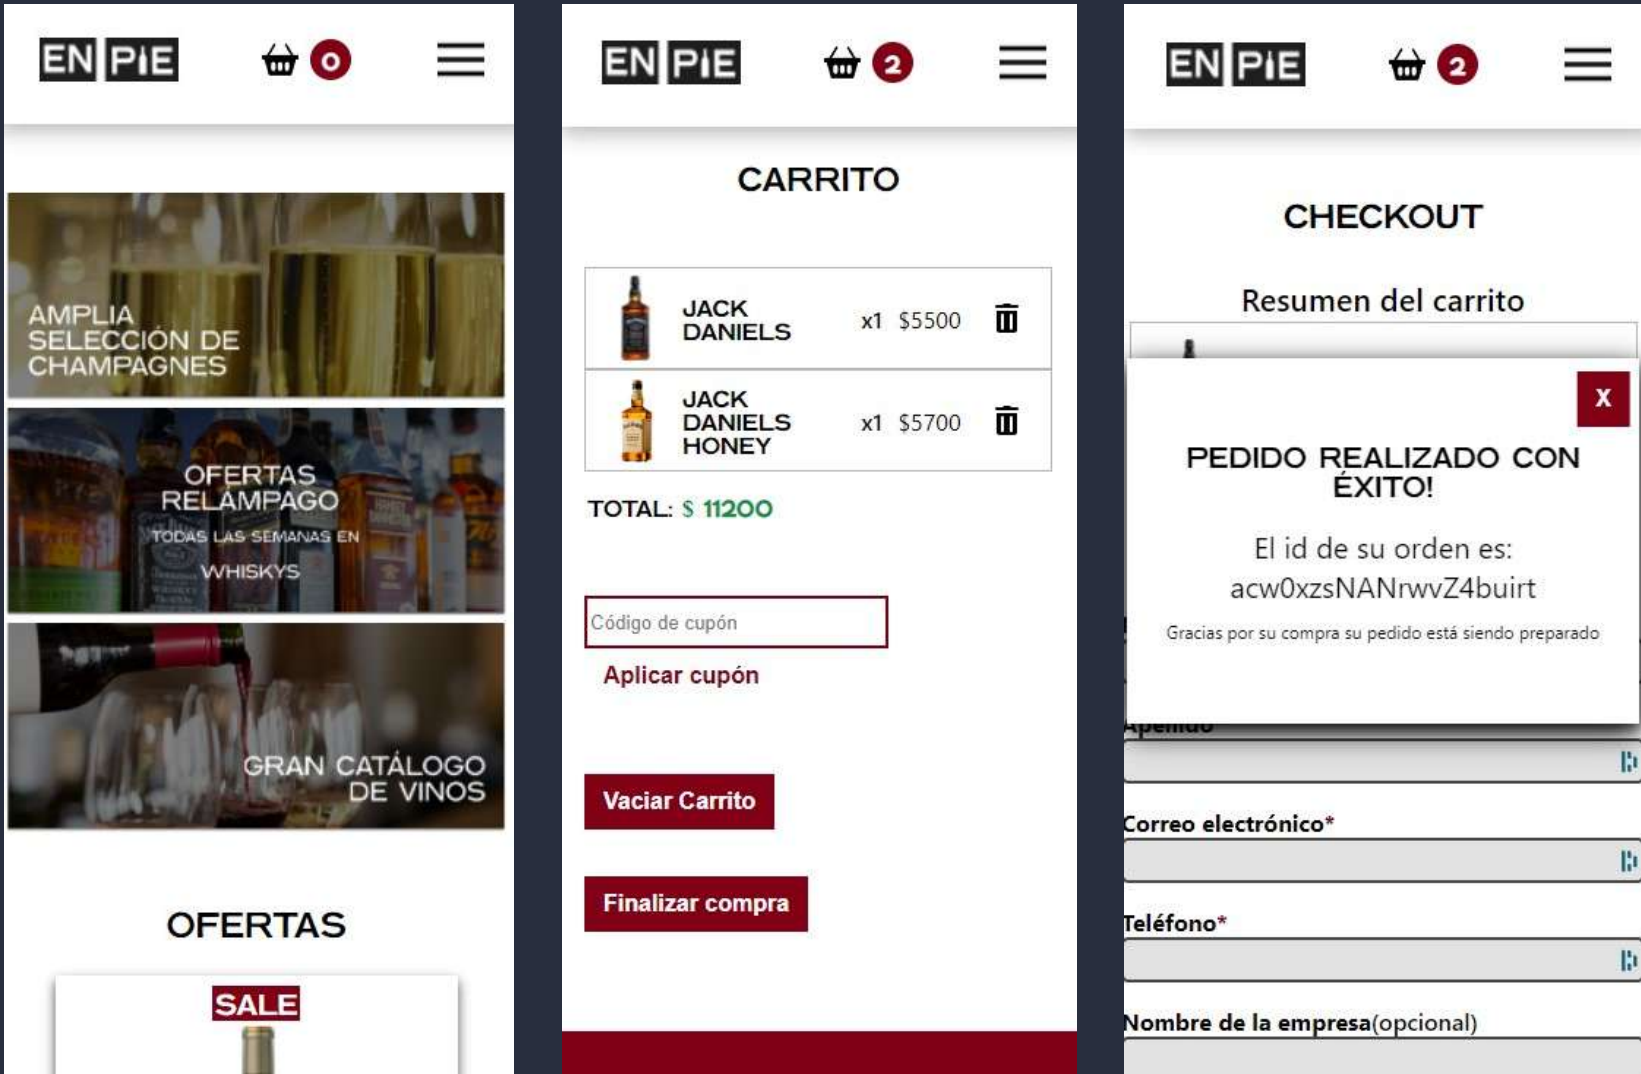 EN PIE
0
AMPLIA
SELECCIÓN DE
CHAMPAGNES
OFERTAS
RELÁMPAGO
TODAS LAS SEMANAS EN
WHISKYS
GRAN CATÁLOGO
DE VINOS
OFERTAS
SALE
EN PIE
2
CARRITO
JACK
DANIELS
x1 $5500
JACK
DANIELS
HONEY
x1 $5700
TOTAL: $ 11200
Código de cupón
Aplicar cupón
Vaciar Carrito
Finalizar compra
EN PIE
2
CHECKOUT
Resumen del carrito
X
PEDIDO REALIZADO CON
ÉXITO!
El id de su orden es:
acw0xzsNANrwvZ4buirt
Gracias por su compra su pedido está siendo preparado
Apellido
Correo electrónico*
Teléfono*
Nombre de la empresa(opcional)